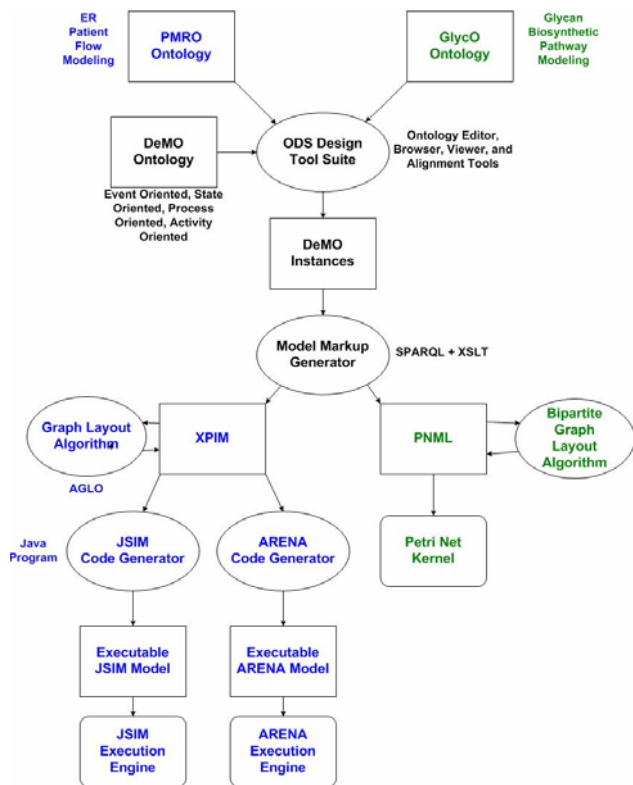 ER
Patient
Flow
Modeling
PMRO
Ontology
GlycO
Ontology
Glycan
Biosynthetic
Pathway
Modeling
DeMO
Ontology
ODS Design
Tool Suite
Ontology Editor,
Browser, Viewer, and
Alignment Tools
Event Oriented, State
Oriented, Process
Oriented, Activity
Oriented
DeMO
Instances
Model Markup
Generator
SPARQL + XSLT
Graph Layout
Algorithm
XPIM
PNML
Bipartite
Graph
Layout
Algorithm
AGLO
Java
Program
JSIM
Code Generator
ARENA
Code Generator
Petri Net
Kernel
Executable
JSIM Model
Executable
ARENA Model
JSIM
Execution
Engine
ARENA
Execution
Engine